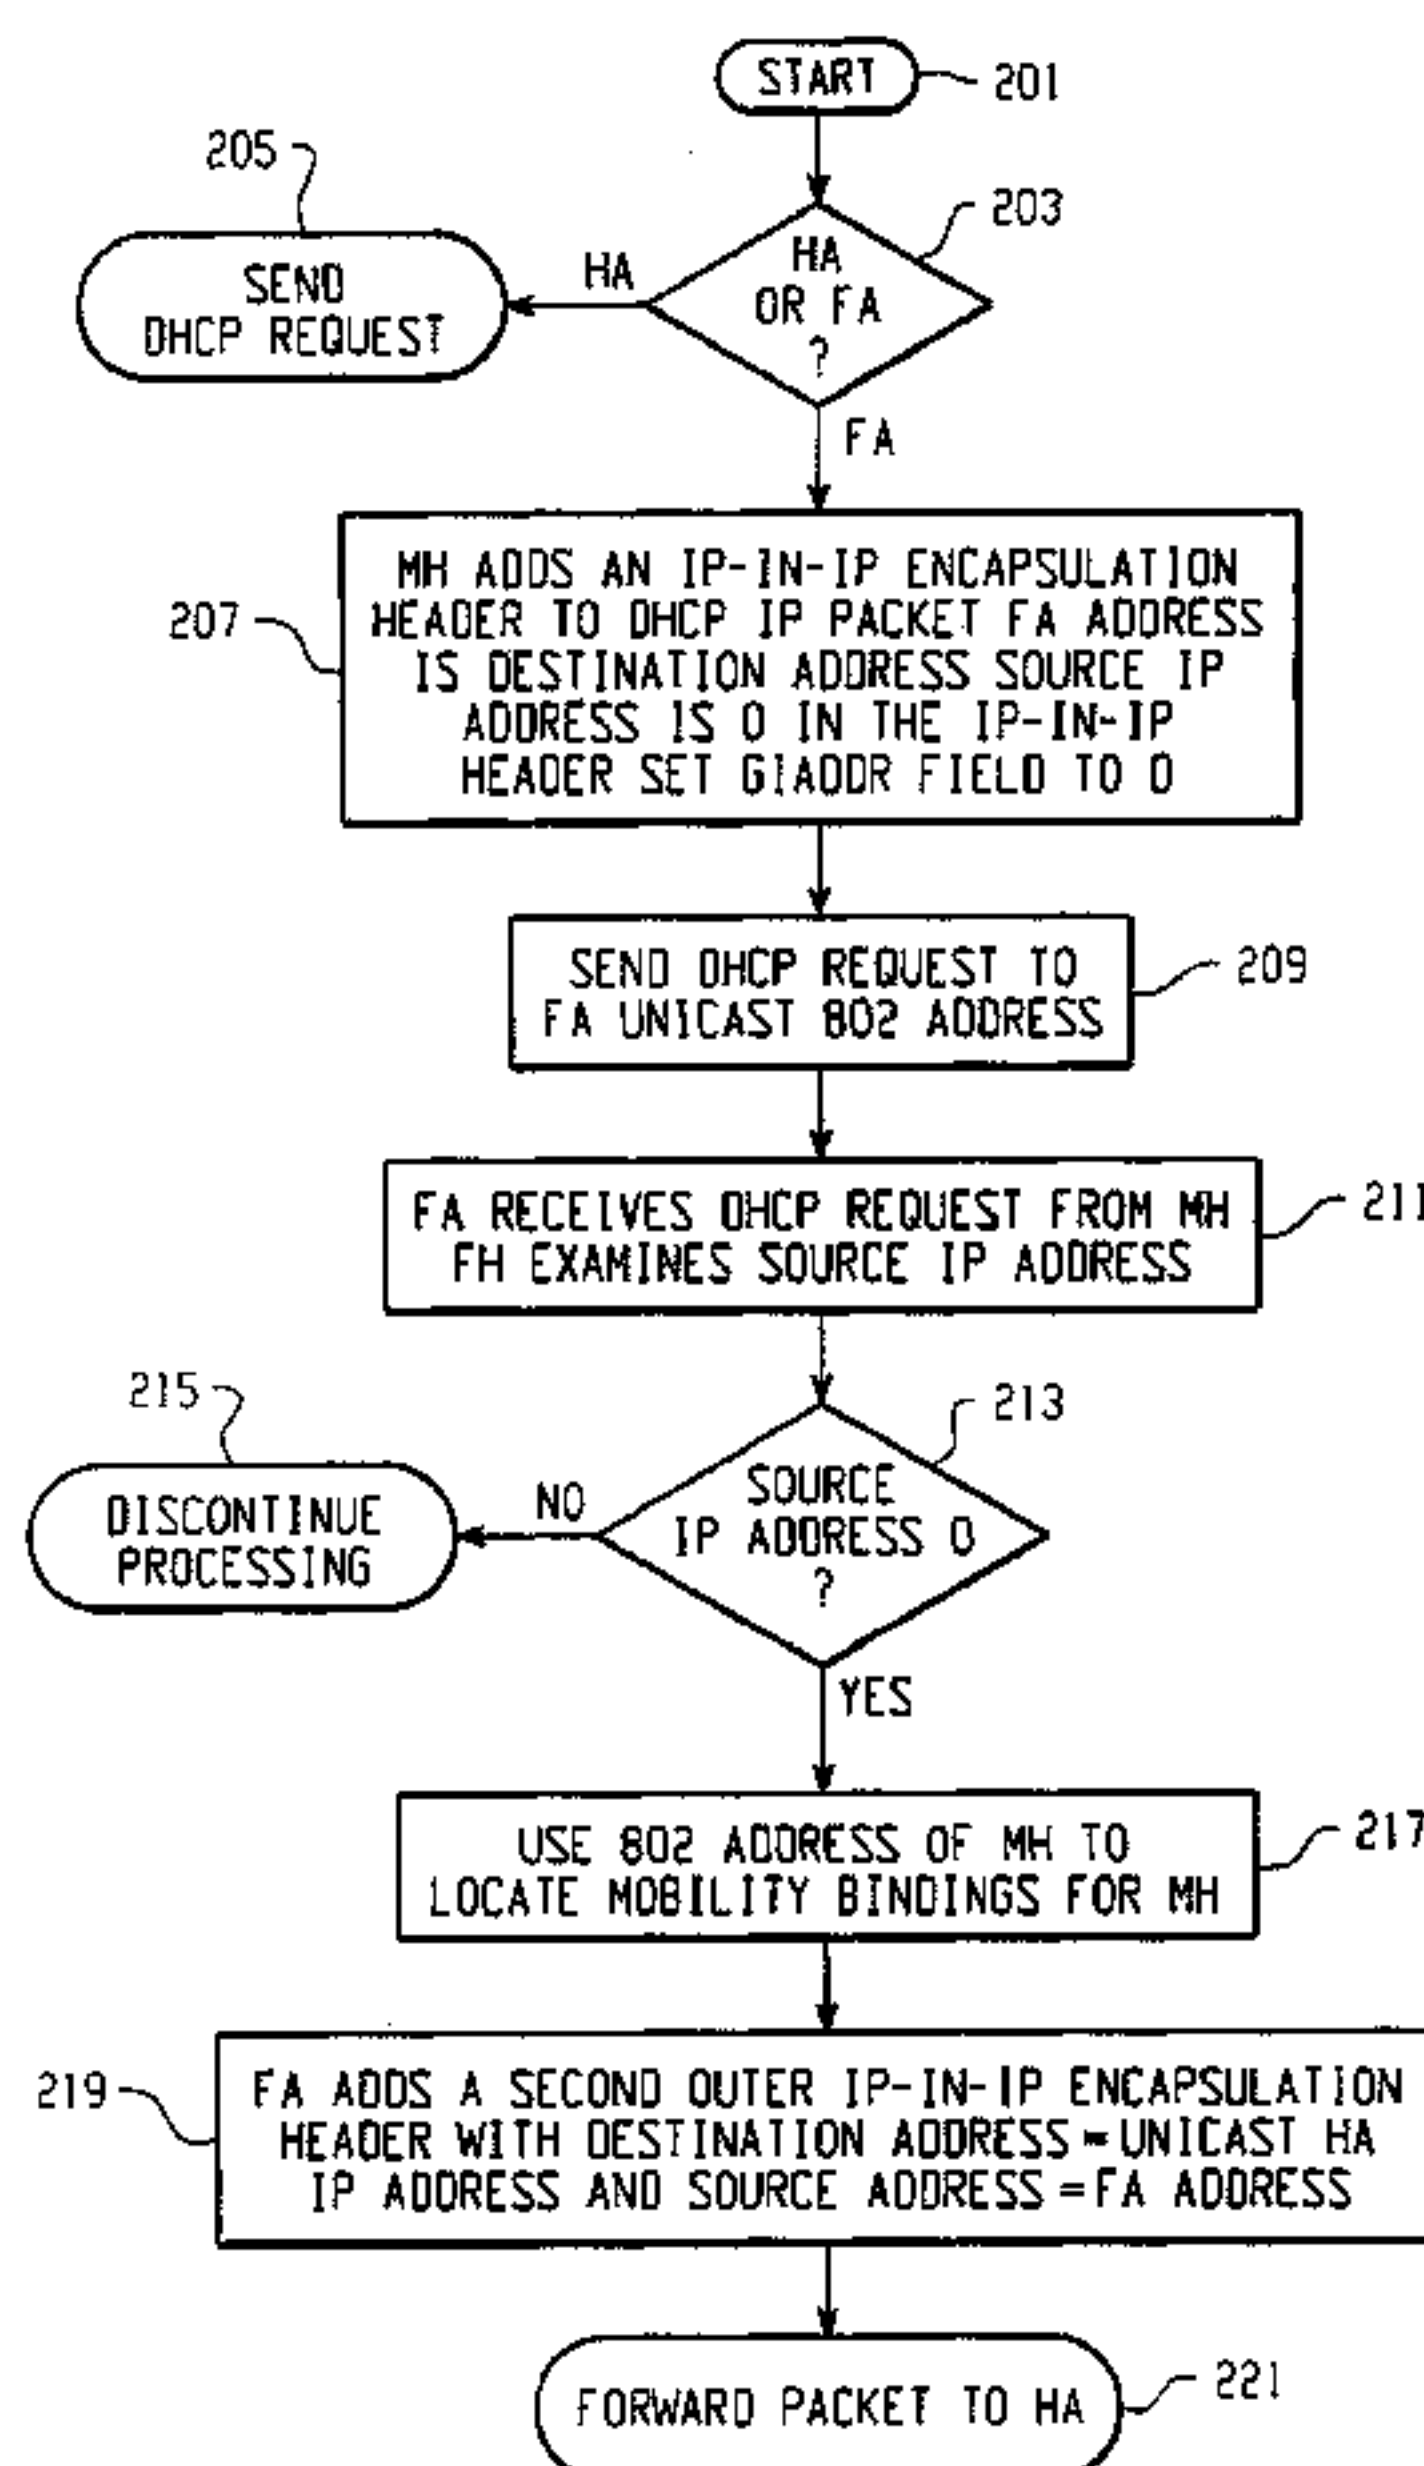 START
201
205
203
HA
OR FA
?
HA
SEND
DHCP REQUEST
FA
MH ADDS AN IP-IN-IP ENCAPSULATION
HEADER TO DHCP IP PACKET FA ADDRESS
IS DESTINATION ADDRESS SOURCE IP
ADDRESS IS 0 IN THE IP-IN-IP
HEADER SET GIADDR FIELD TO 0
207
SEND DHCP REQUEST TO
FA UNICAST 802 ADDRESS
209
FA RECEIVES DHCP REQUEST FROM MH
FH EXAMINES SOURCE IP ADDRESS
211
215
213
SOURCE
IP ADDRESS 0
?
NO
DISCONTINUE
PROCESSING
YES
USE 802 ADDRESS OF MH TO
LOCATE MOBILITY BINDINGS FOR MH
217
219
FA ADDS A SECOND OUTER IP-IN-IP ENCAPSULATION
HEADER WITH DESTINATION ADDRESS = UNICAST HA
IP ADDRESS AND SOURCE ADDRESS = FA ADDRESS
FORWARD PACKET TO HA
221